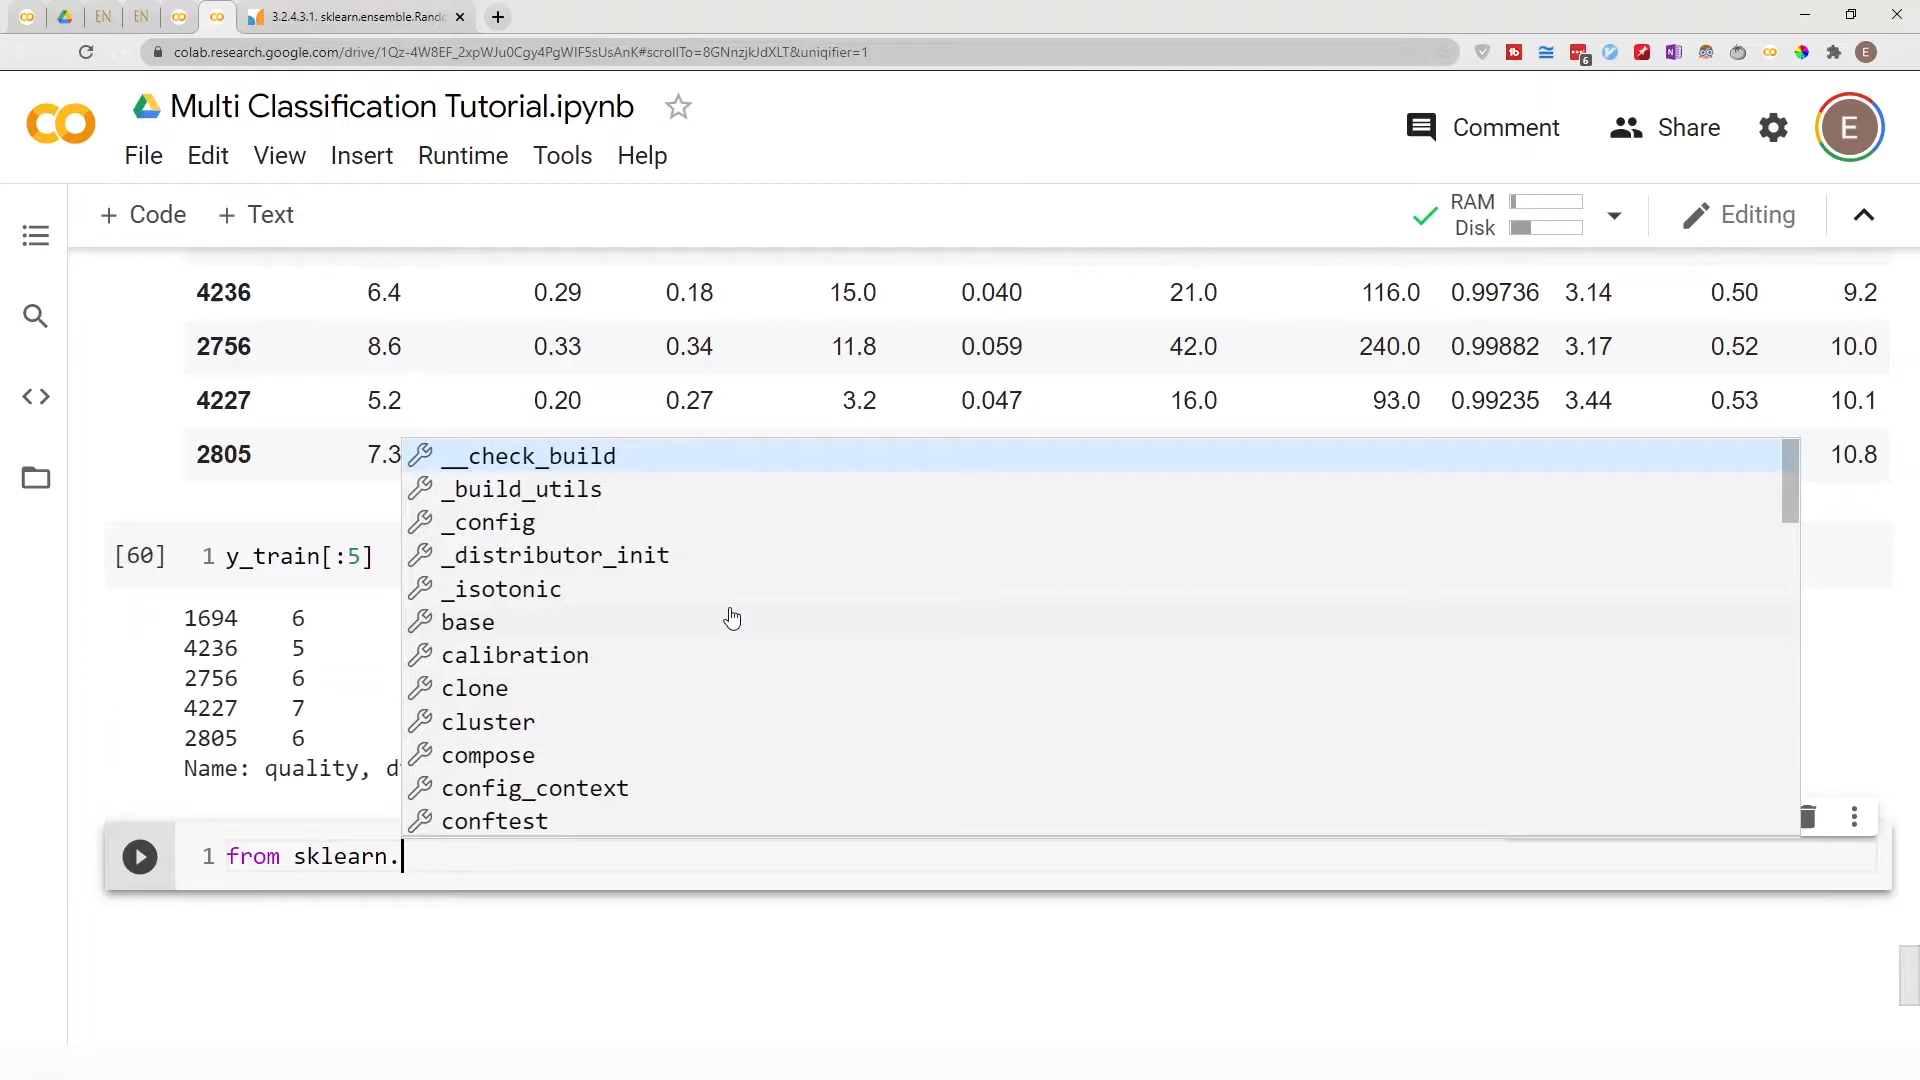 EN EN 3.2.4.3.1. sklearn.ensemble.Rand
colab.research.google.com/drive/1Qz-4W8EF_2xpWJu0Cgy4PgWIF5sUsAnK#scrollTo=8GNnzjkJdXLT&uniqifier=1
6 E
Multi Classification Tutorial.ipynb
Comment Share E
File Edit View Insert Runtime Tools Help
+ Code + Text RAM Disk Editing
4236 6.4 0.29 0.18 15.0 0.040 21.0 116.0 0.99736 3.14 0.50 9.2
2756 8.6 0.33 0.34 11.8 0.059 42.0 240.0 0.99882 3.17 0.52 10.0
4227 5.2 0.20 0.27 3.2 0.047 16.0 93.0 0.99235 3.44 0.53 10.1
2805 7.3 10.8
__check_build
_build_utils
_config
_distributor_init
_isotonic
base
calibration
clone
cluster
compose
config_context
conftest
[60] 1 y_train[:5]
1694 6
4236 5
2756 6
4227 7
2805 6
Name: quality, d
1 from sklearn.